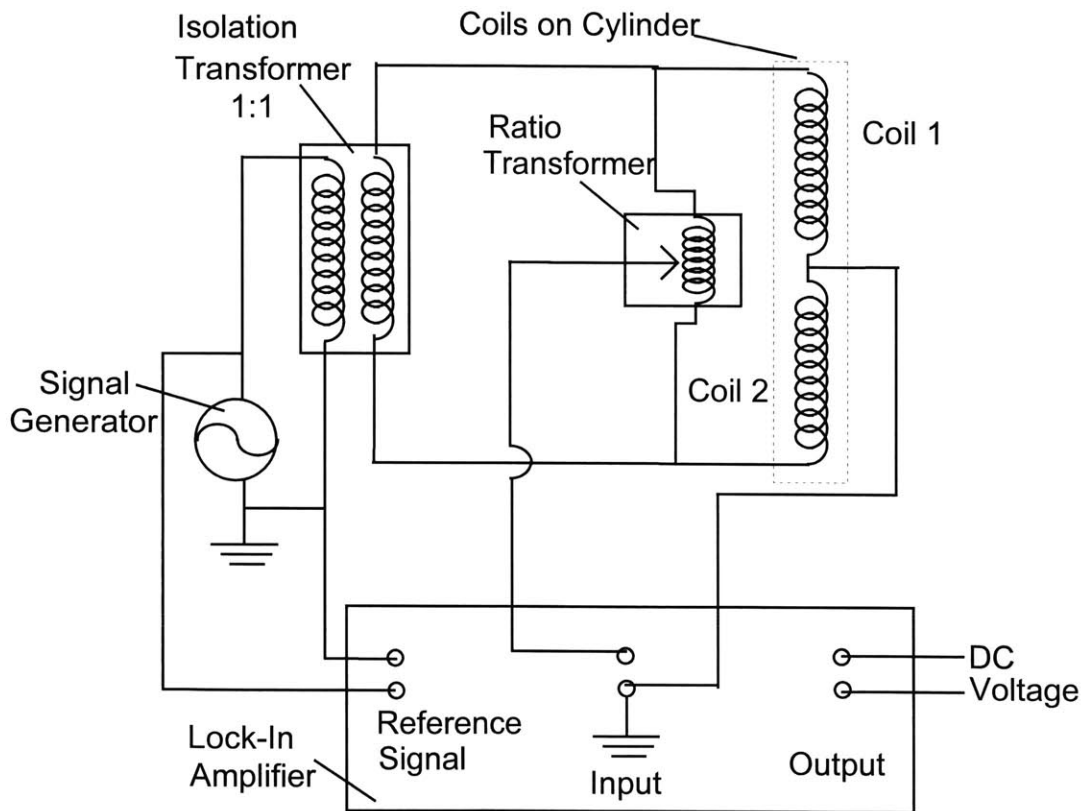 Isolation
Transformer
1:1
Coils on Cylinder
Ratio
Transformer
Coil 1
Coil 2
Signal
Generator
Lock-In
Amplifier
Reference
Signal
Input
Output
DC
Voltage